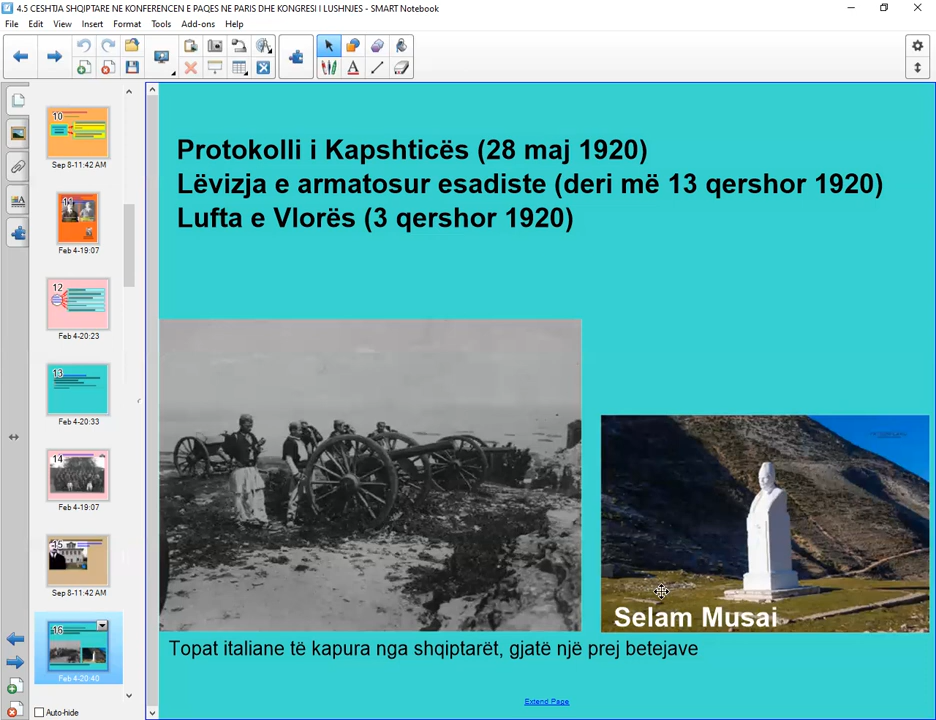 4.5 CESHTJA SHQIPTARE NE KONFERENCEN E PAQES NE PARIS DHE KONGRESI I LUSHNJES - SMART Notebook
File Edit View Insert Format Tools Add-ons Help
10
Sep 8-11:42 AM
11
Feb 4-19:07
12
Feb 4-20:23
13
Feb 4-20:33
14
Feb 4-19:07
15
Sep 8-11:42 AM
16
Feb 4-20:40
Auto-hide
Protokolli i Kapshticës (28 maj 1920)
Lëvizja e armatosur esadiste (deri më 13 qershor 1920)
Lufta e Vlorës (3 qershor 1920)
Selam Musai
Topat italiane të kapura nga shqiptarët, gjatë një prej betejave
Extend Page